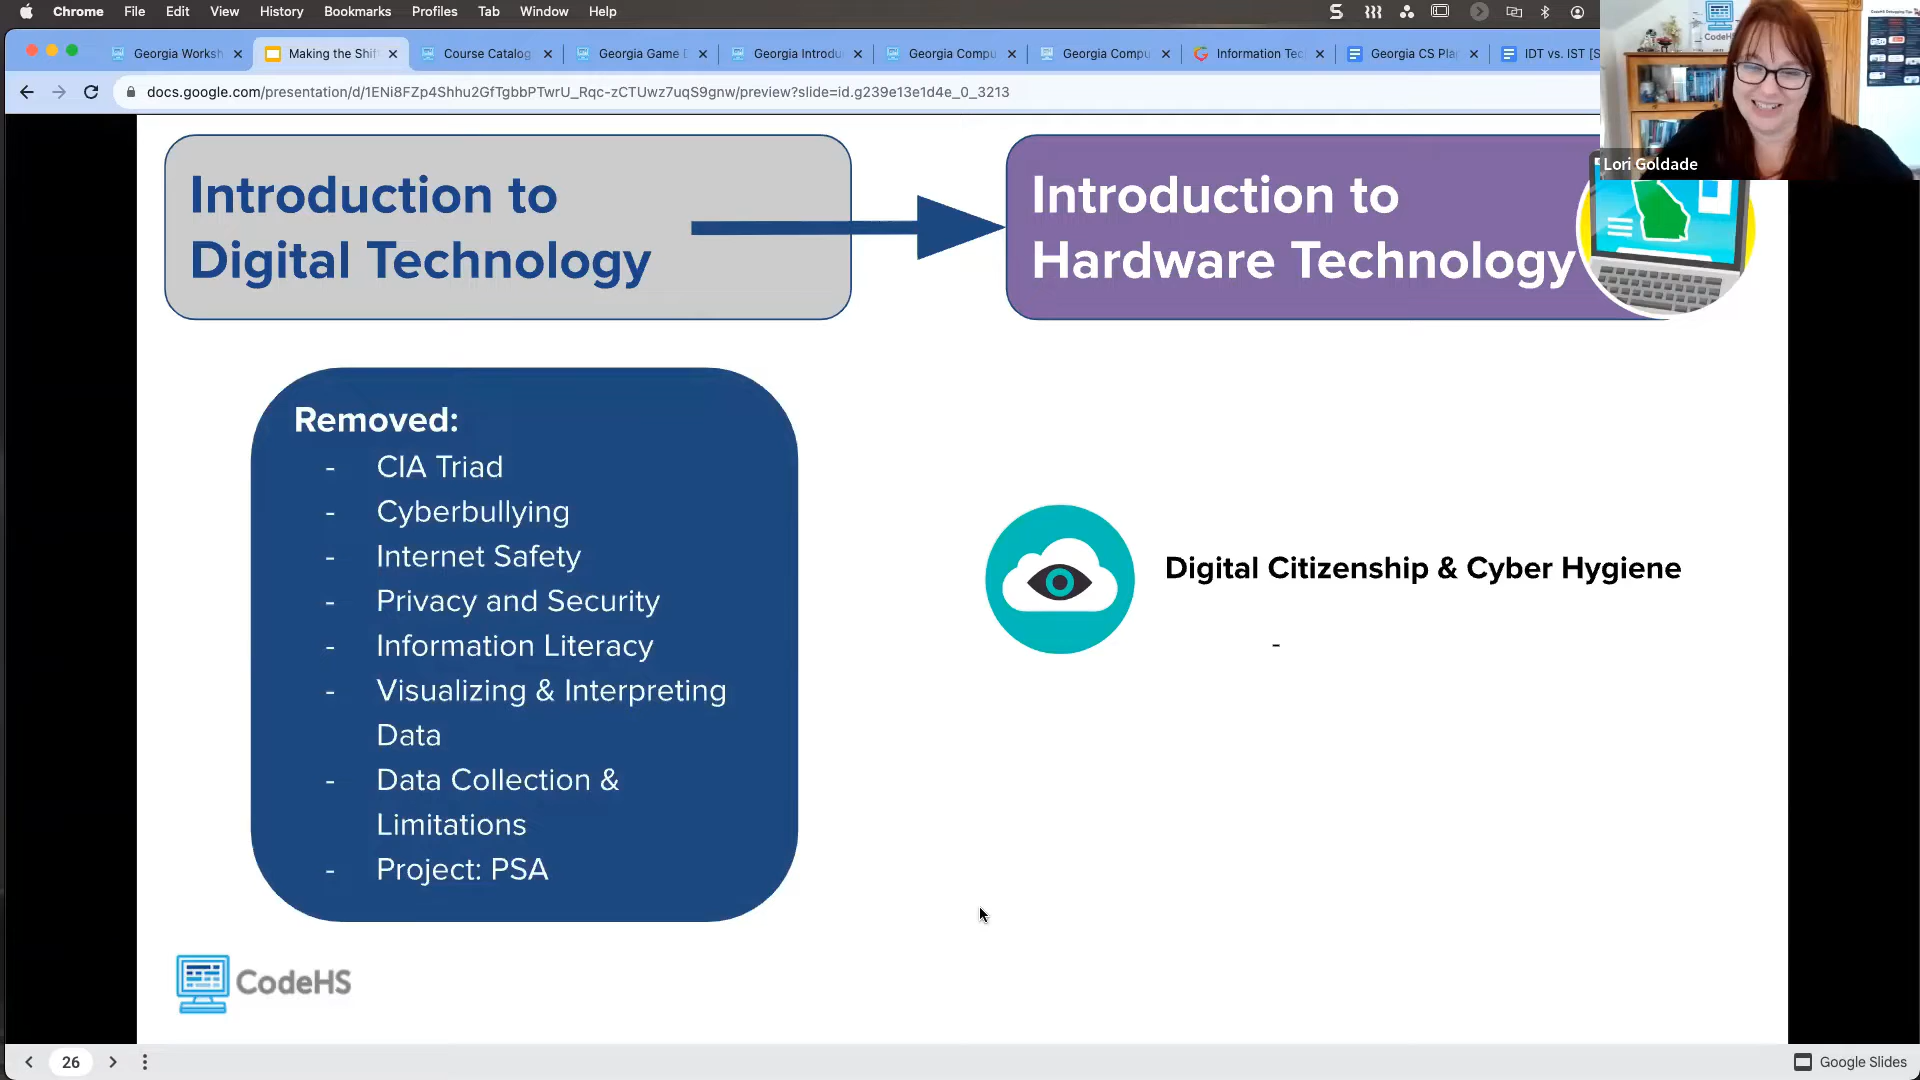 Chrome File Edit View History Bookmarks Profiles Tab Window Help
Georgia Worksh
Making the Shif
Course Catalog
Georgia Game D
Georgia Introdu
Georgia Compu
Georgia Compu
Information Tec
Georgia CS Pla
IDT vs. IST [S
docs.google.com/presentation/d/1ENi8FZp4Shhu2GfTgbbPTwrU_Rqc-zCTUwz7uqS9gnw/preview?slide=id.g239e13e1d4e_0_3213
Lori Goldade
Introduction to
Digital Technology
Introduction to
Hardware Technology
Removed:
- CIA Triad
- Cyberbullying
- Internet Safety
- Privacy and Security
- Information Literacy
- Visualizing & Interpreting
Data
- Data Collection &
Limitations
- Project: PSA
Digital Citizenship & Cyber Hygiene
-
CodeHS
26
Google Slides